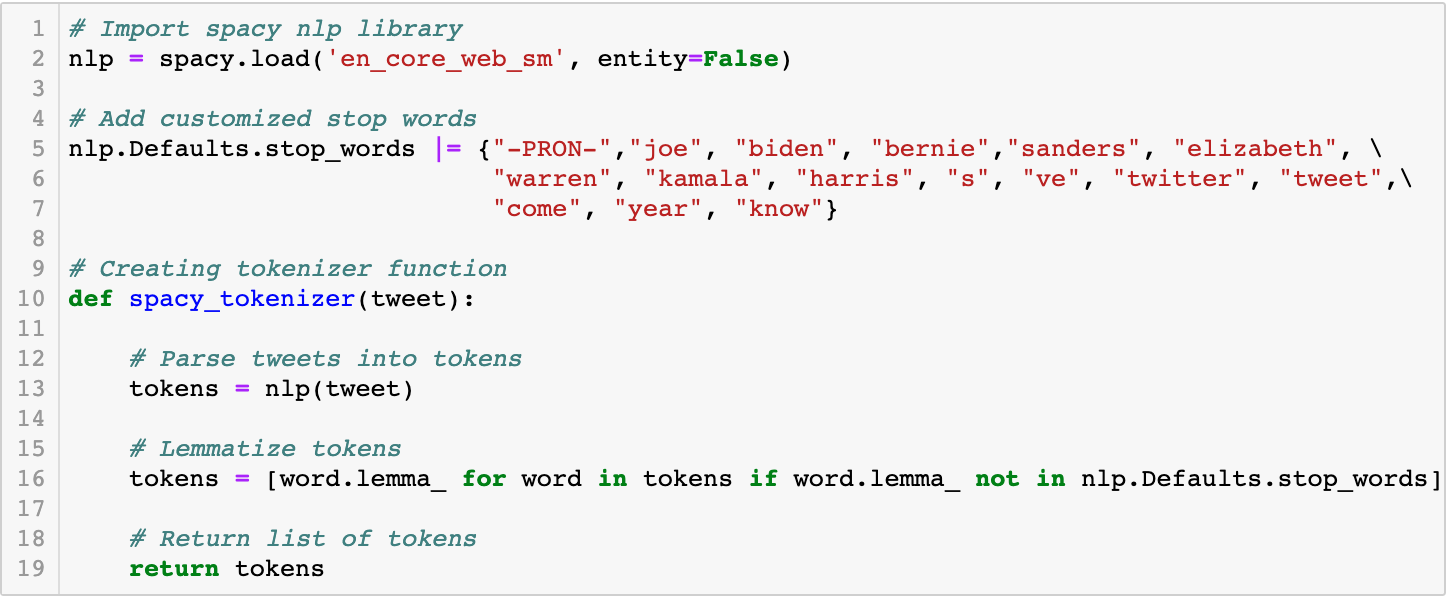 1 # Import spacy nlp library
2 nlp = spacy.load('en_core_web_sm', entity=False)
3
4 # Add customized stop words
5 nlp.Defaults.stop_words |= {"-PRON-","joe", "biden", "bernie","sanders", "elizabeth", \
6                             "warren", "kamala", "harris", "s", "ve", "twitter", "tweet",\
7                             "come", "year", "know"}
8
9 # Creating tokenizer function
10 def spacy_tokenizer(tweet):
11
12     # Parse tweets into tokens
13     tokens = nlp(tweet)
14
15     # Lemmatize tokens
16     tokens = [word.lemma_ for word in tokens if word.lemma_ not in nlp.Defaults.stop_words]
17
18     # Return list of tokens
19     return tokens